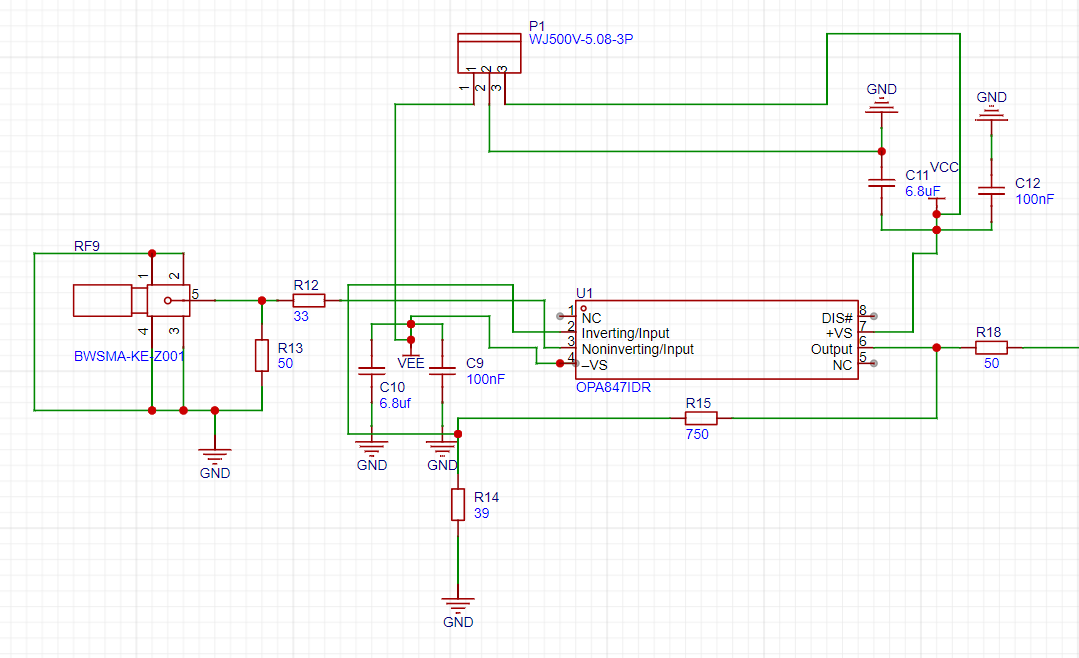 P1
WJ500V-5.08-3P
1 2 3
1 2 3
GND
GND
C11
6.8uF
VCC
C12
100nF
RF9
1 2
5
4 3
BWSMA-KE-Z001
R12
33
R13
50
GND
VEE
C10
6.8uf
C9
100nF
GND
GND
U1
1 NC
2 Inverting/Input
3 Noninverting/Input
4 –VS
DIS# 8
+VS 7
Output 6
NC 5
OPA847IDR
R18
50
R15
750
R14
39
GND